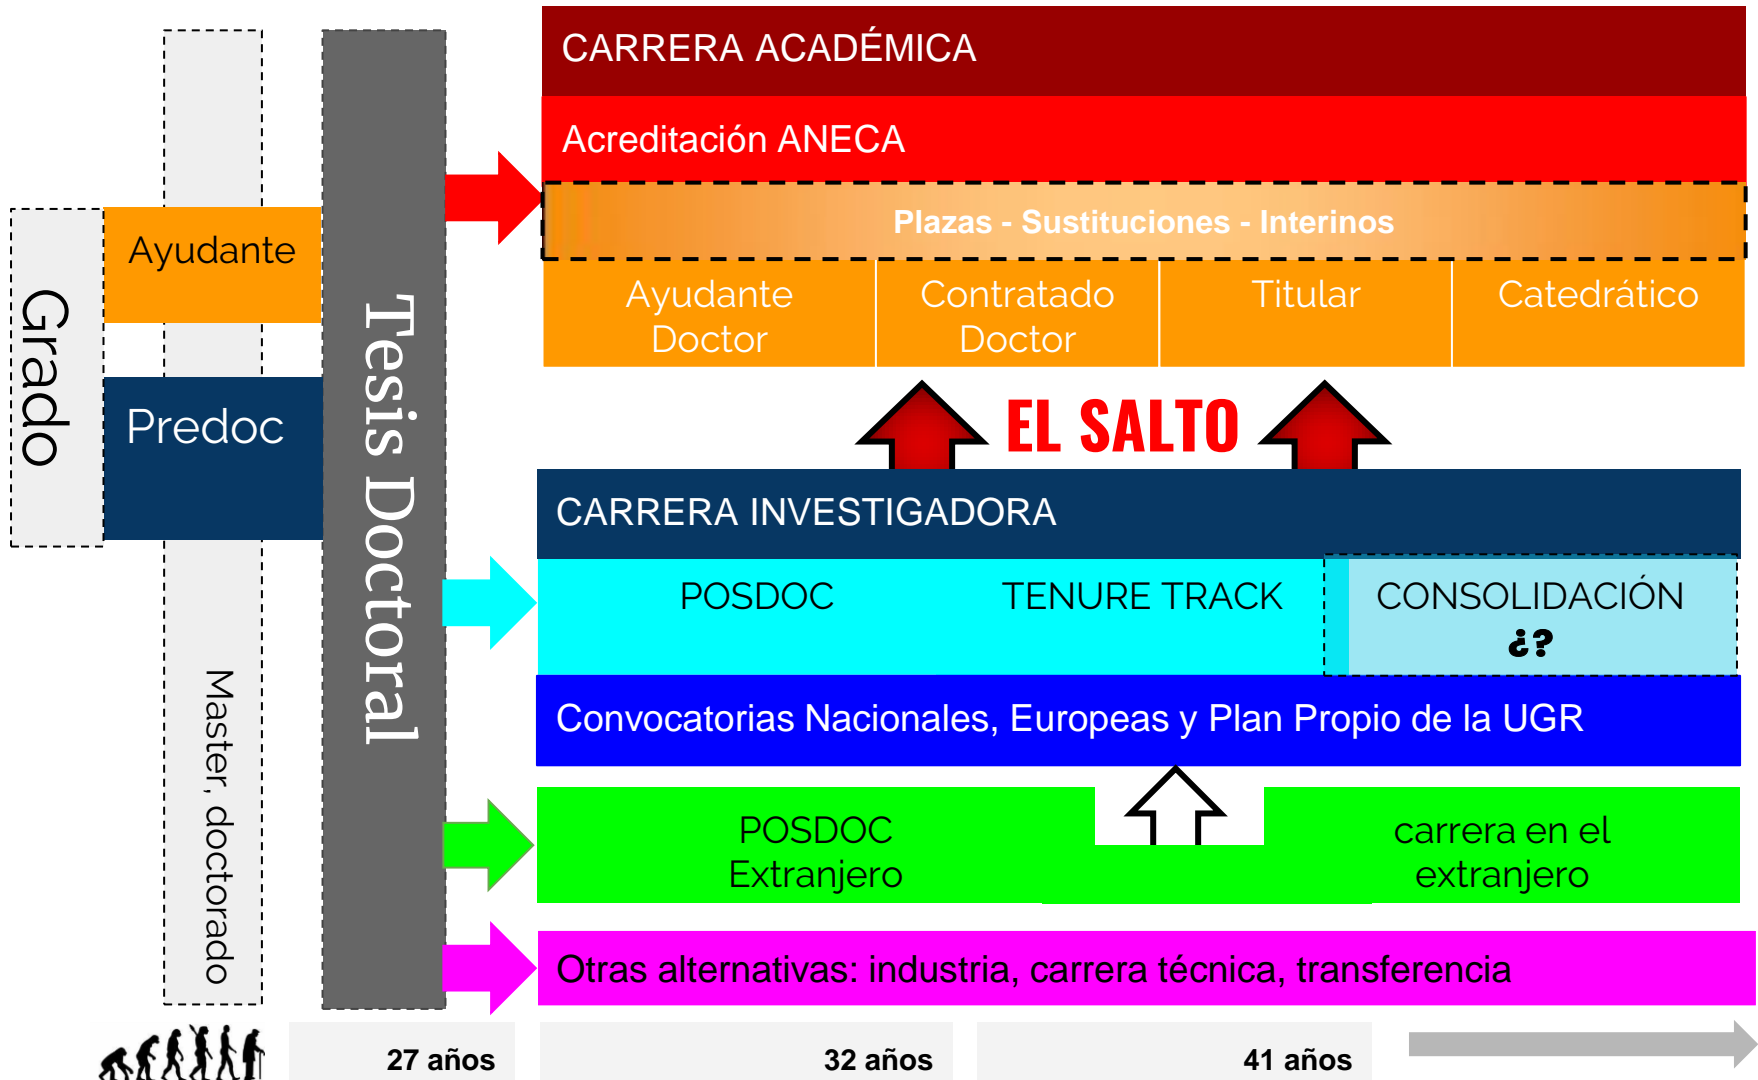 CARRERA ACADÉMICA
Acreditación ANECA
Plazas - Sustituciones - Interinos
Ayudante
Doctor
Contratado
Doctor
Titular
Catedrático
Grado
Ayudante
Predoc
Master, doctorado
Tesis Doctoral
EL SALTO
CARRERA INVESTIGADORA
POSDOC
TENURE TRACK
CONSOLIDACIÓN
¿?
Convocatorias Nacionales, Europeas y Plan Propio de la UGR
POSDOC
Extranjero
carrera en el
extranjero
Otras alternativas: industria, carrera técnica, transferencia
27 años
32 años
41 años